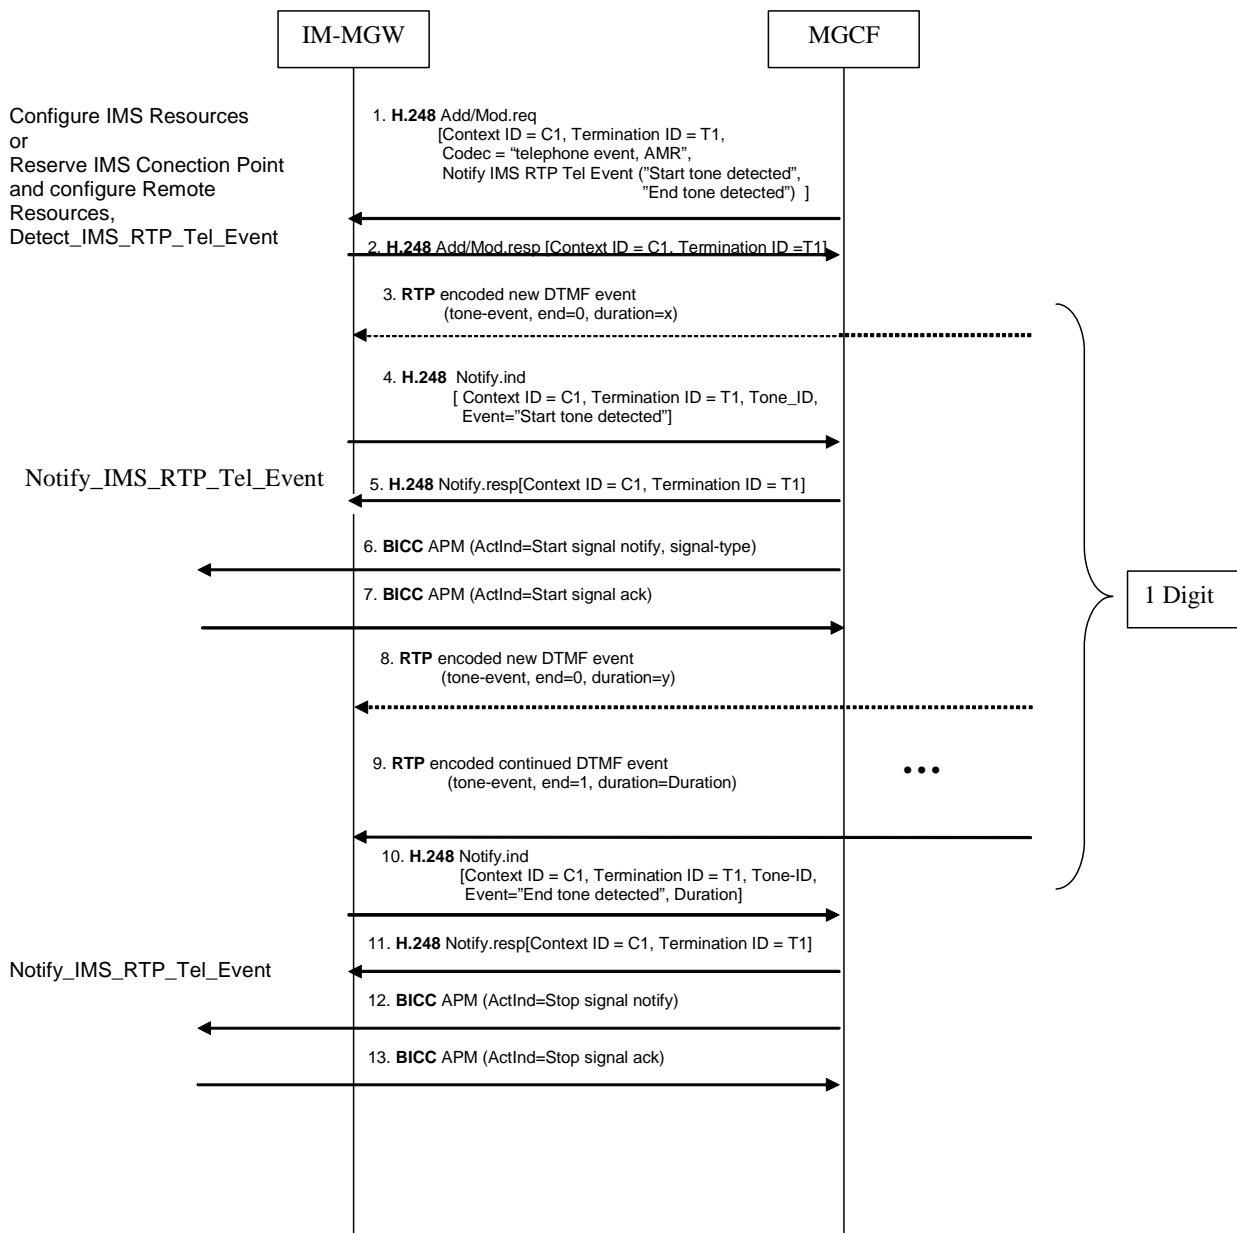 IM-MGW
MGCF
Configure IMS Resources
or
Reserve IMS Conection Point
and configure Remote
Resources,
Detect_IMS_RTP_Tel_Event
1. H.248 Add/Mod.req
[Context ID = C1, Termination ID = T1,
Codec = “telephone event, AMR”,
Notify IMS RTP Tel Event (”Start tone detected”,
”End tone detected”) ]
2. H.248 Add/Mod.resp [Context ID = C1, Termination ID =T1]
3. RTP encoded new DTMF event
(tone-event, end=0, duration=x)
4. H.248 Notify.ind
[ Context ID = C1, Termination ID = T1, Tone_ID,
Event=”Start tone detected”]
Notify_IMS_RTP_Tel_Event
5. H.248 Notify.resp[Context ID = C1, Termination ID = T1]
6. BICC APM (ActInd=Start signal notify, signal-type)
7. BICC APM (ActInd=Start signal ack)
1 Digit
8. RTP encoded new DTMF event
(tone-event, end=0, duration=y)
9. RTP encoded continued DTMF event
(tone-event, end=1, duration=Duration)
...
10. H.248 Notify.ind
[Context ID = C1, Termination ID = T1, Tone-ID,
Event=”End tone detected”, Duration]
11. H.248 Notify.resp[Context ID = C1, Termination ID = T1]
Notify_IMS_RTP_Tel_Event
12. BICC APM (ActInd=Stop signal notify)
13. BICC APM (ActInd=Stop signal ack)